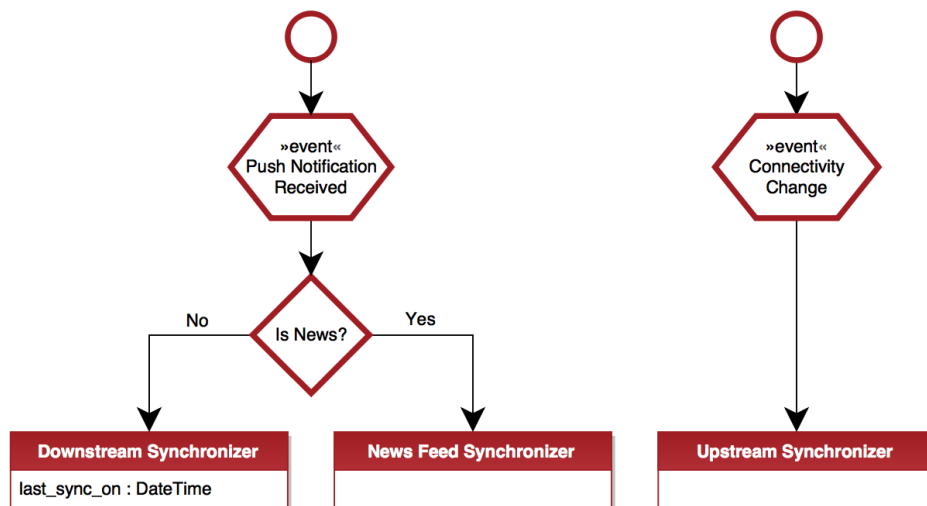 »event«
Push Notification
Received
»event«
Connectivity
Change
No
Is News?
Yes
Downstream Synchronizer
last_sync_on : DateTime
News Feed Synchronizer
Upstream Synchronizer